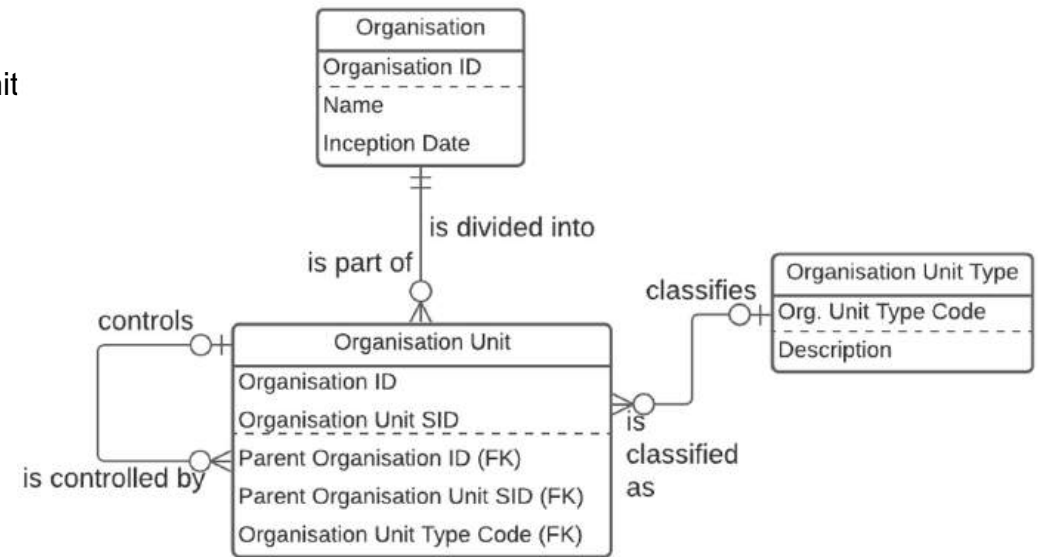 Organisation
Organisation ID
Name
Inception Date
is divided into
is part of
classifies
Organisation Unit Type
Org. Unit Type Code
Description
controls
Organisation Unit
Organisation ID
Organisation Unit SID
is
classified
as
is controlled by
Parent Organisation ID (FK)
Parent Organisation Unit SID (FK)
Organisation Unit Type Code (FK)